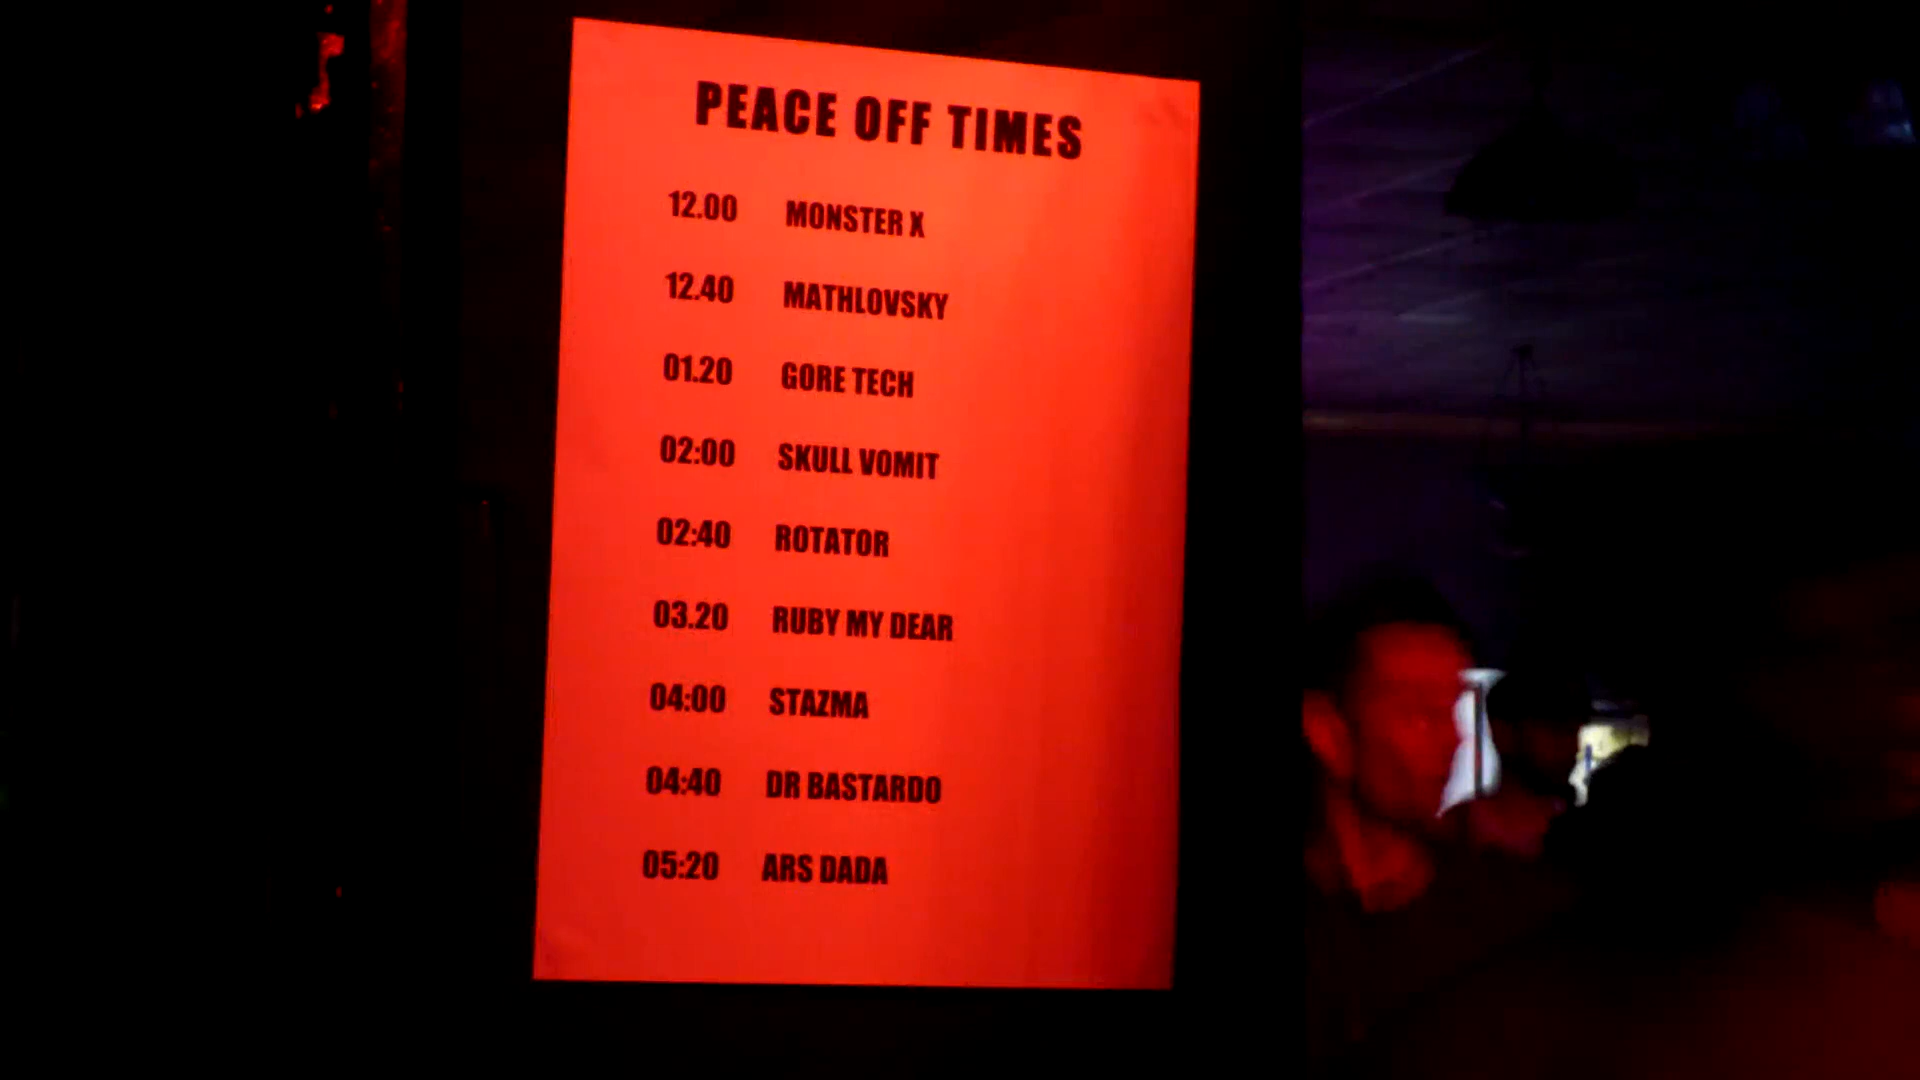 PEACE OFF TIMES
12.00 MONSTER X
12.40 MATHLOVSKY
01.20 GORE TECH
02:00 SKULL VOMIT
02:40 ROTATOR
03.20 RUBY MY DEAR
04:00 STAZMA
04:40 DR BASTARDO
05:20 ARS DADA